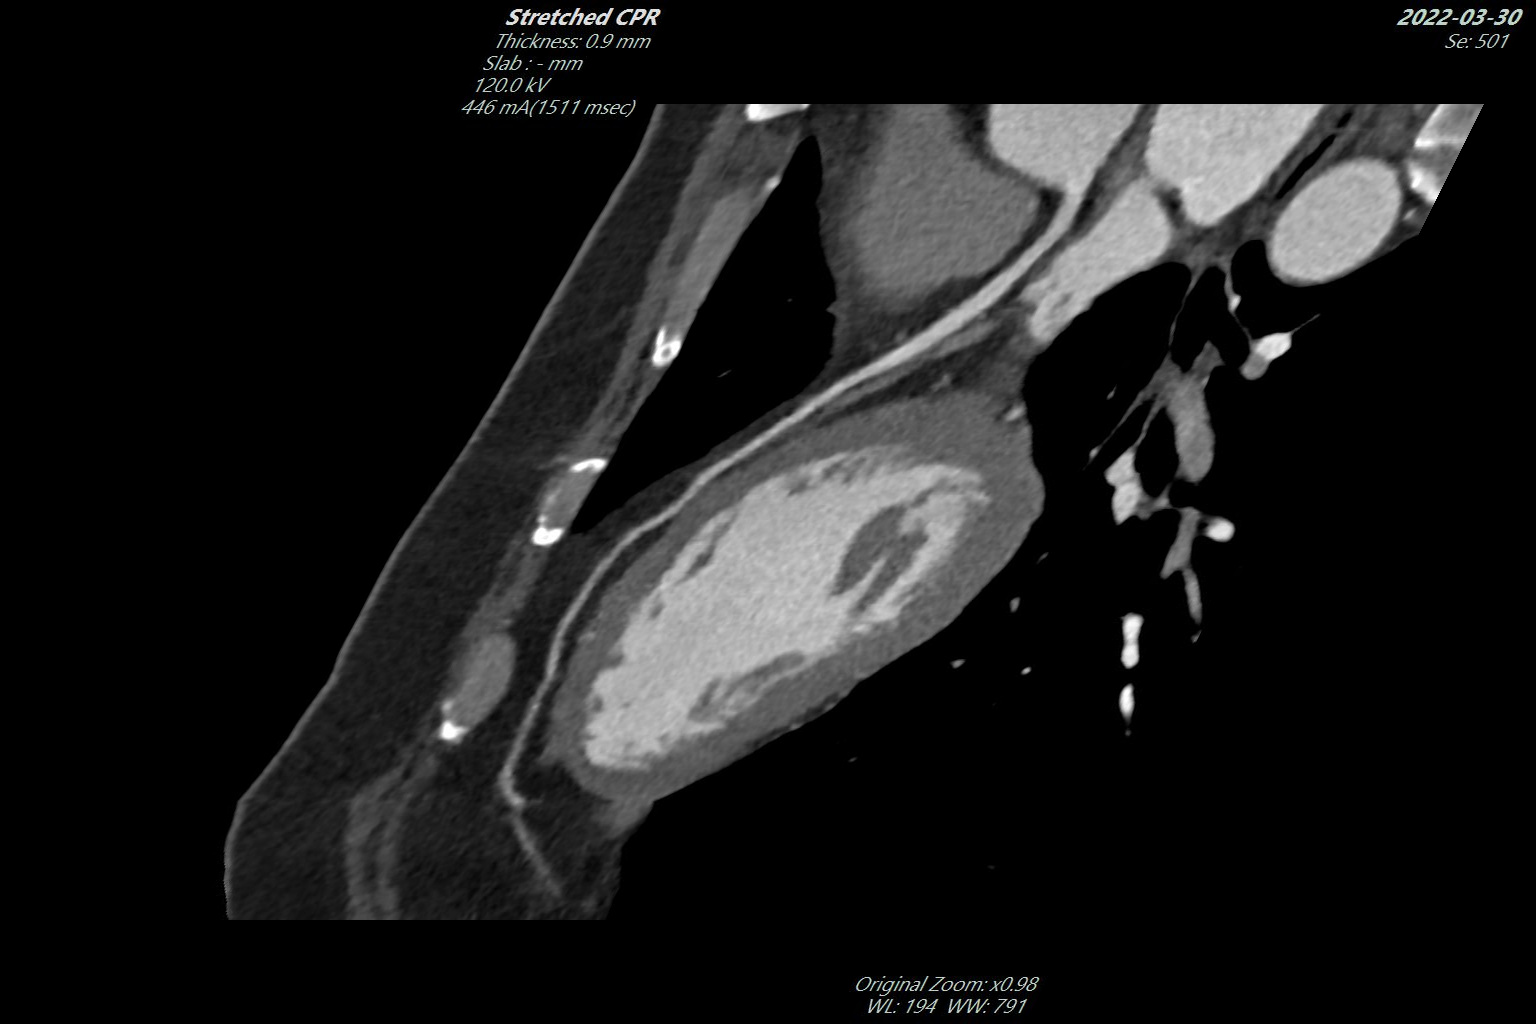 Stretched CPR
Thickness: 0.9 mm
Slab : - mm
120.0 kV
446 mA(1511 msec)
2022-03-30
Se: 501
Original Zoom: x0.98
WL: 194 WW: 791